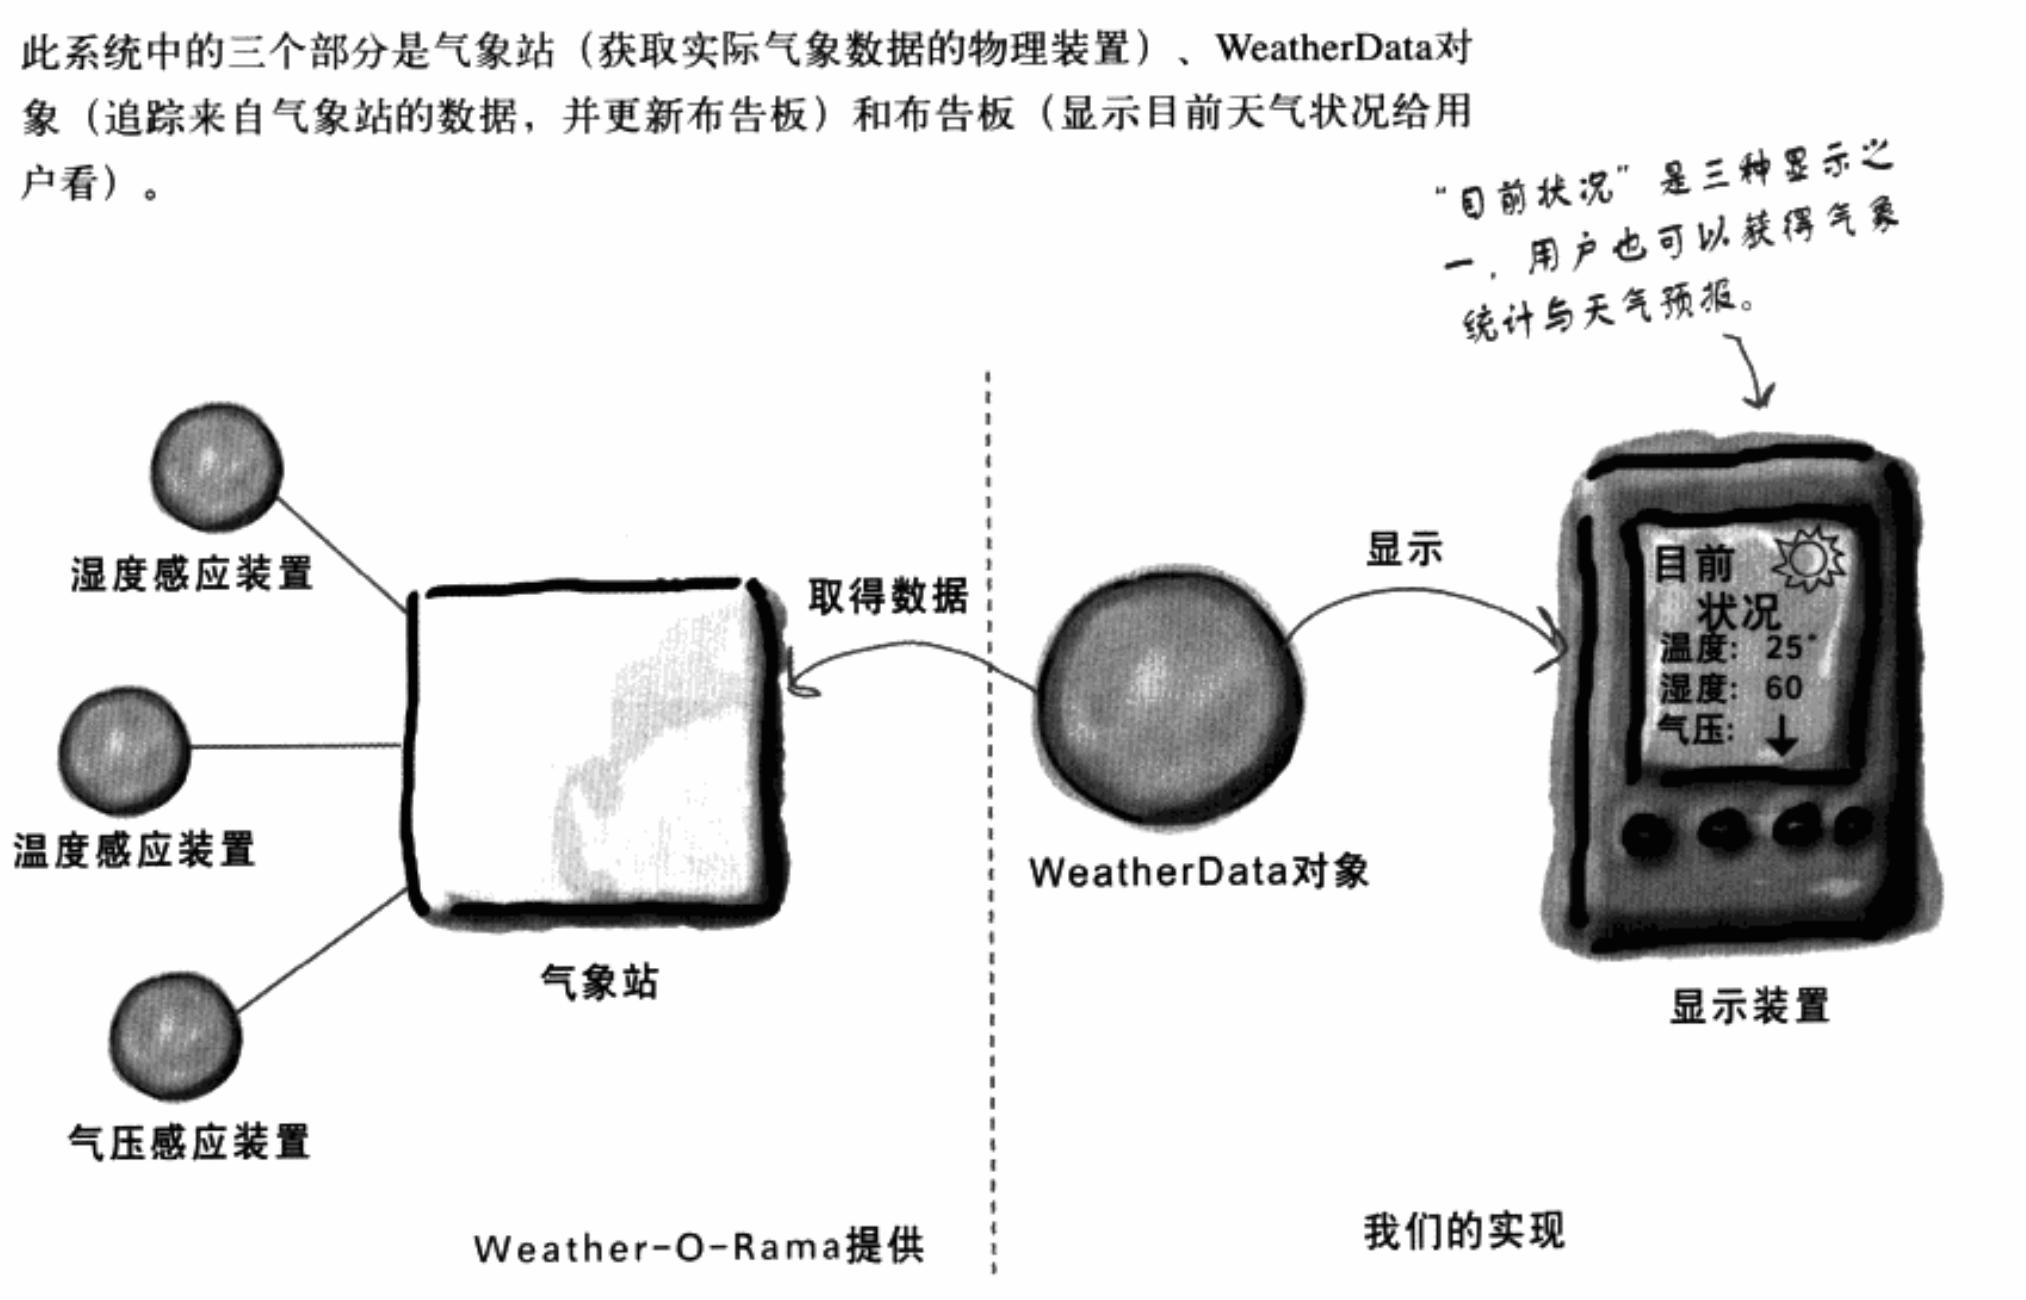 此系统中的三个部分是气象站（获取实际气象数据的物理装置）、WeatherData对
象（追踪来自气象站的数据，并更新布告板）和布告板（显示目前天气状况给用
户看）。
“目前状况”是三种显示之
一，用户也可以获得气象
统计与天气预报。
湿度感应装置
温度感应装置
气压感应装置
气象站
取得数据
WeatherData对象
显示
目前
状况
温度: 25°
湿度: 60
气压: ↓
显示装置
Weather-O-Rama提供
我们的实现